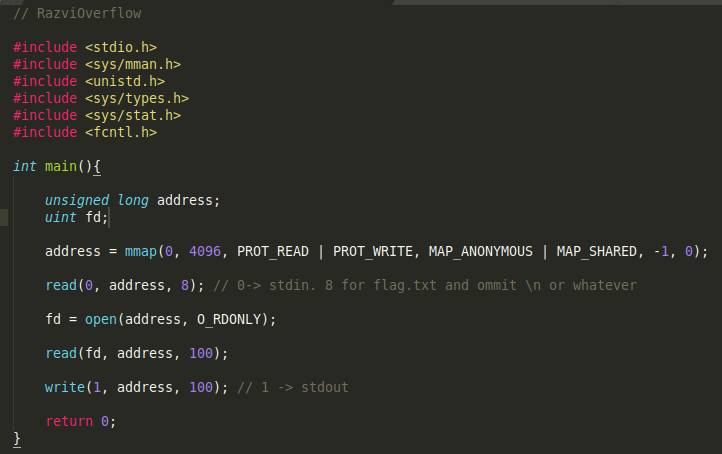 // RazviOverflow
#include <stdio.h>
#include <sys/mman.h>
#include <unistd.h>
#include <sys/types.h>
#include <sys/stat.h>
#include <fcntl.h>
int main(){
unsigned long address;
uint fd;
address = mmap(0, 4096, PROT_READ | PROT_WRITE, MAP_ANONYMOUS | MAP_SHARED, -1, 0);
read(0, address, 8); // 0-> stdin. 8 for flag.txt and ommit \n or whatever
fd = open(address, O_RDONLY);
read(fd, address, 100);
write(1, address, 100); // 1 -> stdout
return 0;
}